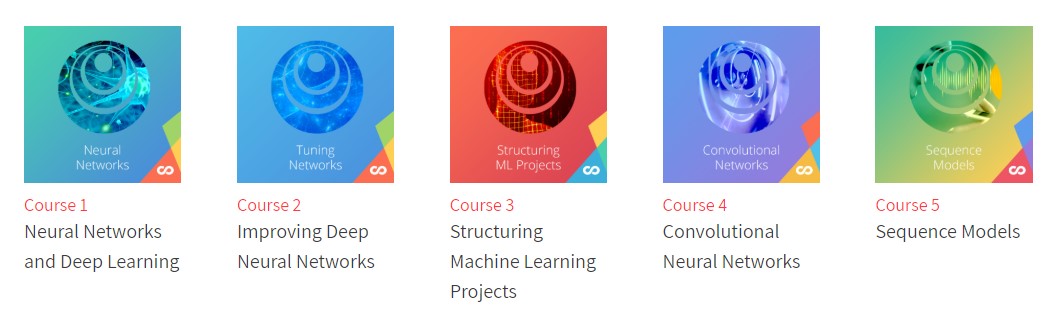 Neural
Networks
Course 1
Neural Networks
and Deep Learning
Tuning
Networks
Course 2
Improving Deep
Neural Networks
Structuring
ML Projects
Course 3
Structuring
Machine Learning
Projects
Convolutional
Networks
Course 4
Convolutional
Neural Networks
Sequence
Models
Course 5
Sequence Models